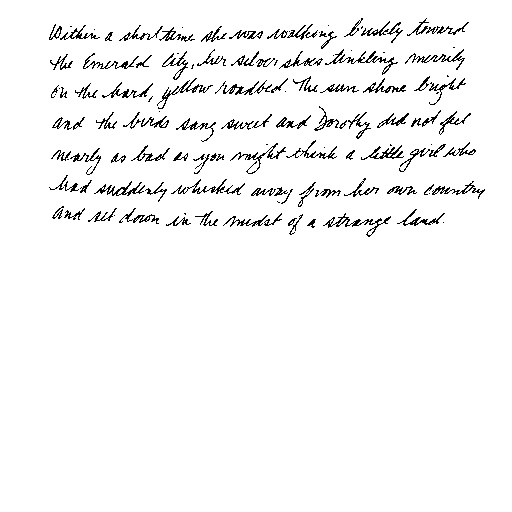 Within a short time she was walking briskly toward
the Emerald City, her silver shoes tinkling merrily
on the hard, yellow roadbed. The sun shone bright
and the birds sang sweet and Dorothy did not feel
nearly as bad as you might think a little girl who
had suddenly whisked away from her own country
and set down in the midst of a strange land.